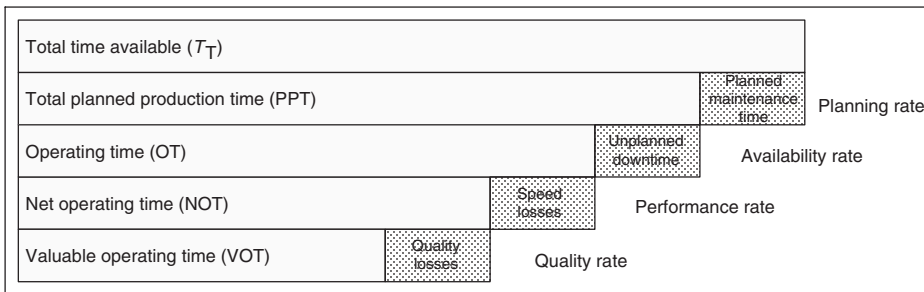 Total time available (TT)
Total planned production time (PPT)
Planned
maintenance
time
Planning rate
Operating time (OT)
Unplanned
downtime
Availability rate
Net operating time (NOT)
Speed
losses
Performance rate
Valuable operating time (VOT)
Quality
losses
Quality rate